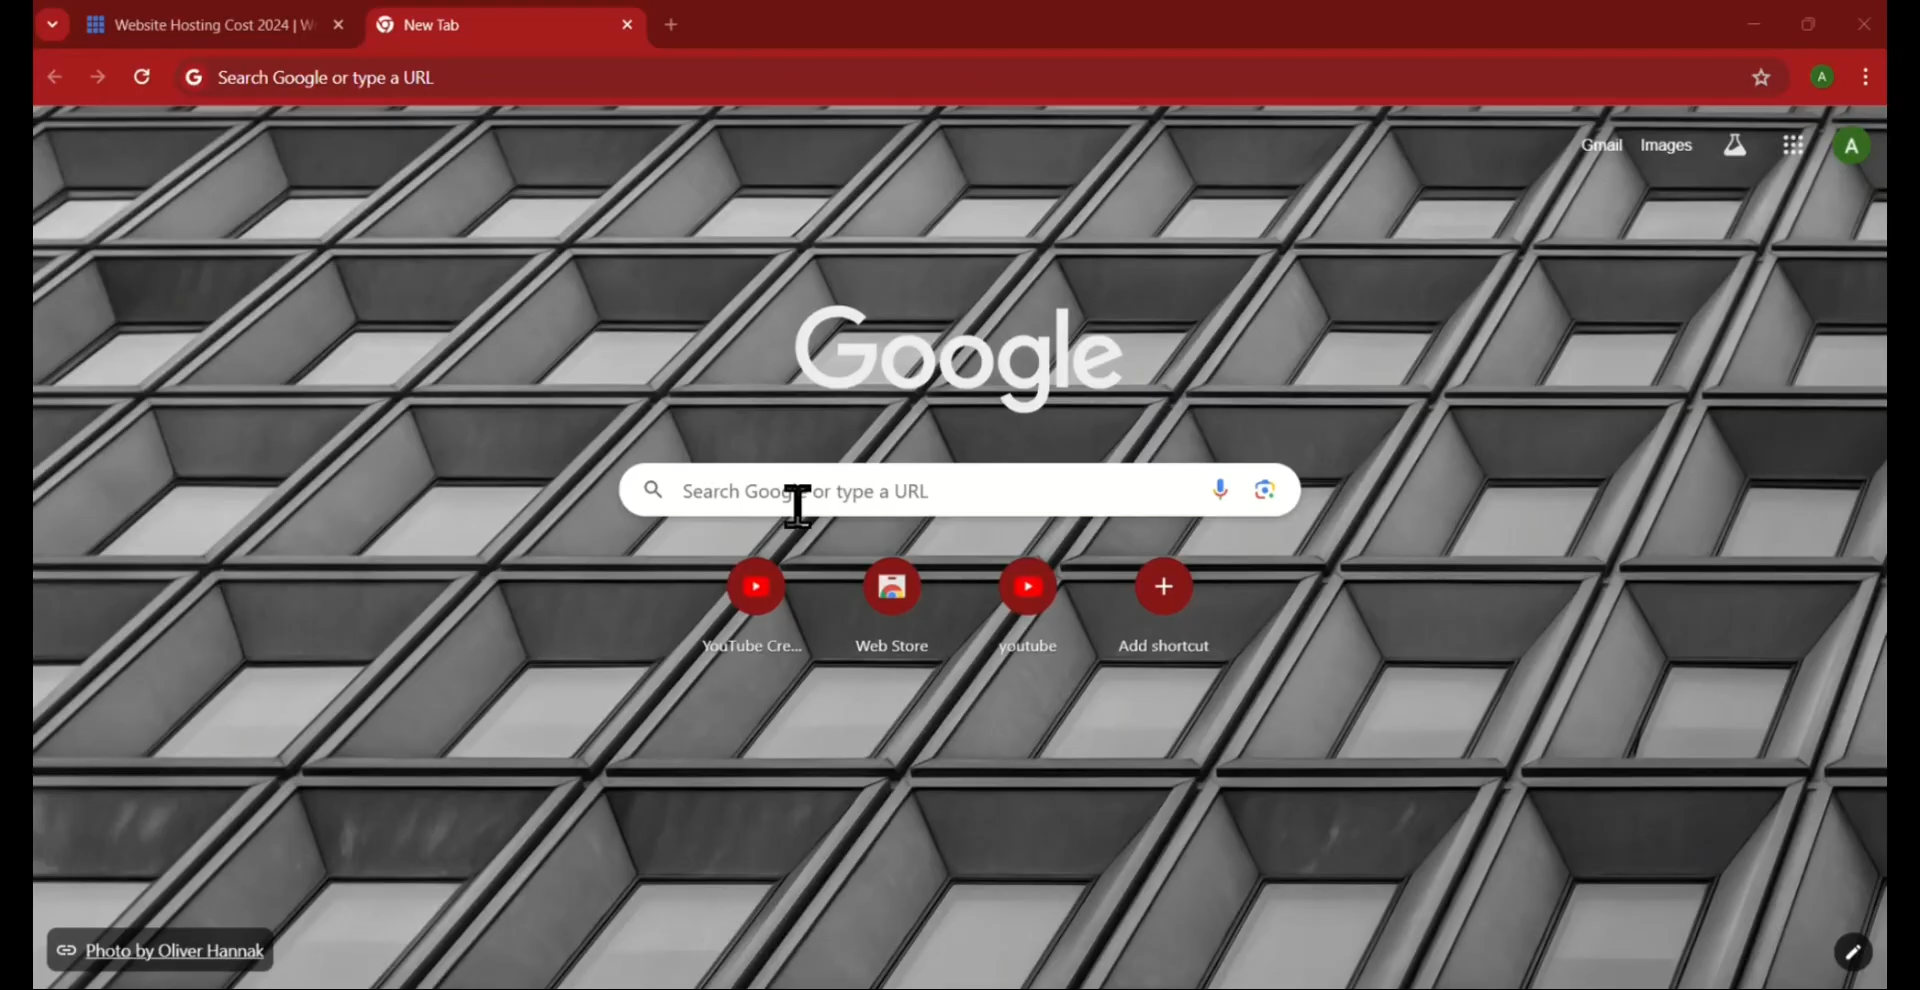 Website Hosting Cost 2024 | W
New Tab
Search Google or type a URL
A
Gmail
Images
A
Google
Search Google or type a URL
YouTube Cre...
Web Store
youtube
Add shortcut
Photo by Oliver Hannak